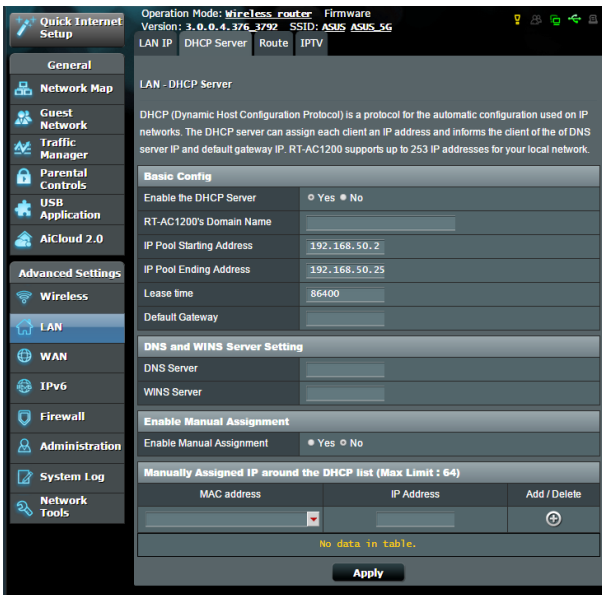 Quick Internet
Setup
Operation Mode: Wireless router Firmware
Version: 3.0.0.4.376_3792 SSID: ASUS ASUS_5G
LAN IP DHCP Server Route IPTV
General
Network Map
Guest
Network
Traffic
Manager
Parental
Controls
USB
Application
AiCloud 2.0
Advanced Settings
Wireless
LAN
WAN
IPv6
Firewall
Administration
System Log
Network
Tools
LAN - DHCP Server
DHCP (Dynamic Host Configuration Protocol) is a protocol for the automatic configuration used on IP
networks. The DHCP server can assign each client an IP address and informs the client of the of DNS
server IP and default gateway IP. RT-AC1200 supports up to 253 IP addresses for your local network.
Basic Config
Enable the DHCP Server Yes No
RT-AC1200's Domain Name
IP Pool Starting Address 192.168.50.2
IP Pool Ending Address 192.168.50.25
Lease time 86400
Default Gateway
DNS and WINS Server Setting
DNS Server
WINS Server
Enable Manual Assignment
Enable Manual Assignment Yes No
Manually Assigned IP around the DHCP list (Max Limit : 64)
MAC address IP Address Add / Delete
No data in table.
Apply